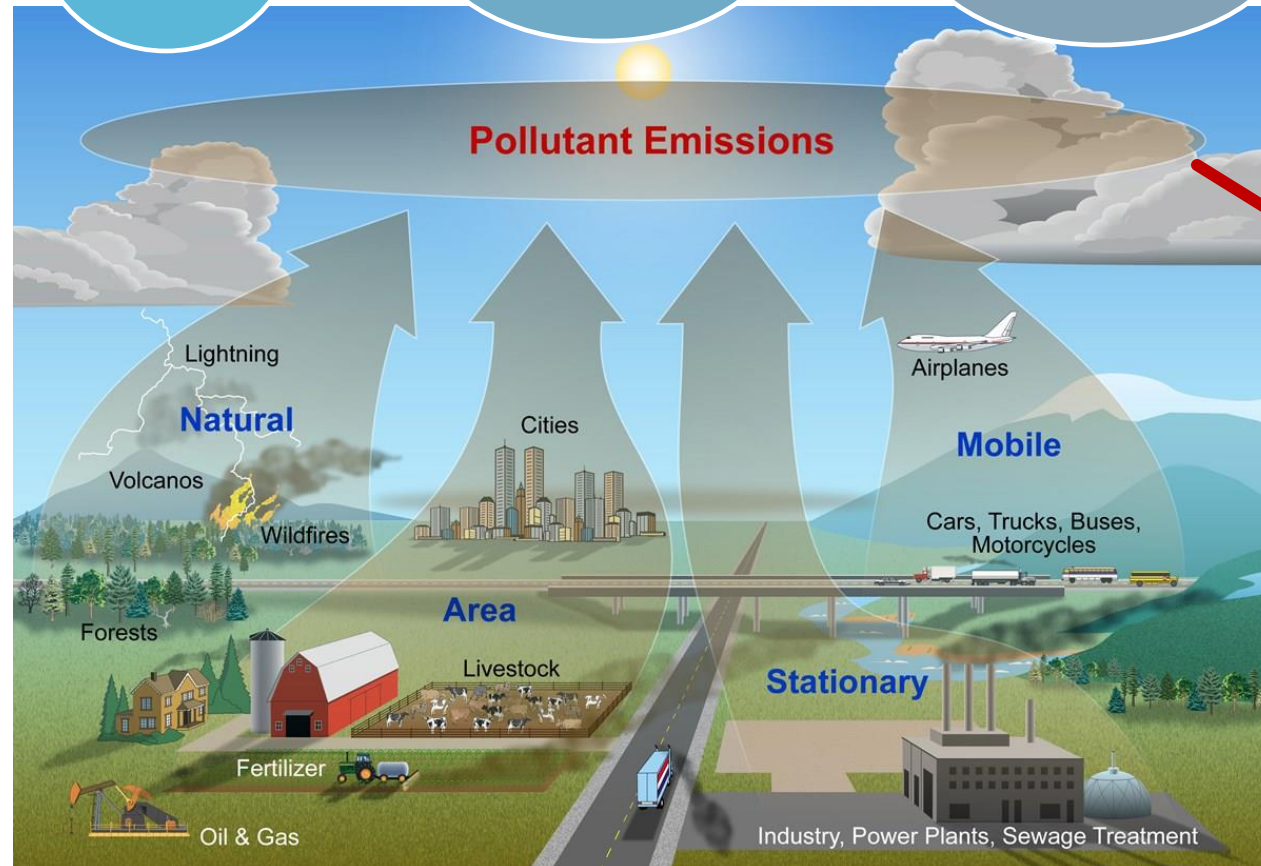 Pollutant Emissions
Lightning
Natural
Volcanos
Wildfires
Forests
Cities
Area
Livestock
Fertilizer
Oil & Gas
Airplanes
Mobile
Cars, Trucks, Buses,
Motorcycles
Stationary
Industry, Power Plants, Sewage Treatment